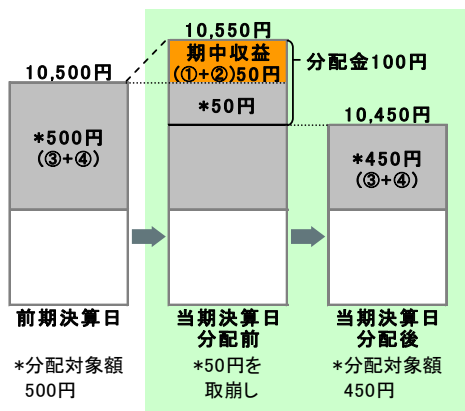 10,550円
期中収益
(①+②)50円
分配金100円
10,500円
*50円
10,450円
*500円
(③+④)
*450円
(③+④)
前期決算日
当期決算日
分配前
当期決算日
分配後
*分配対象額
500円
*50円を
取崩し
*分配対象額
450円